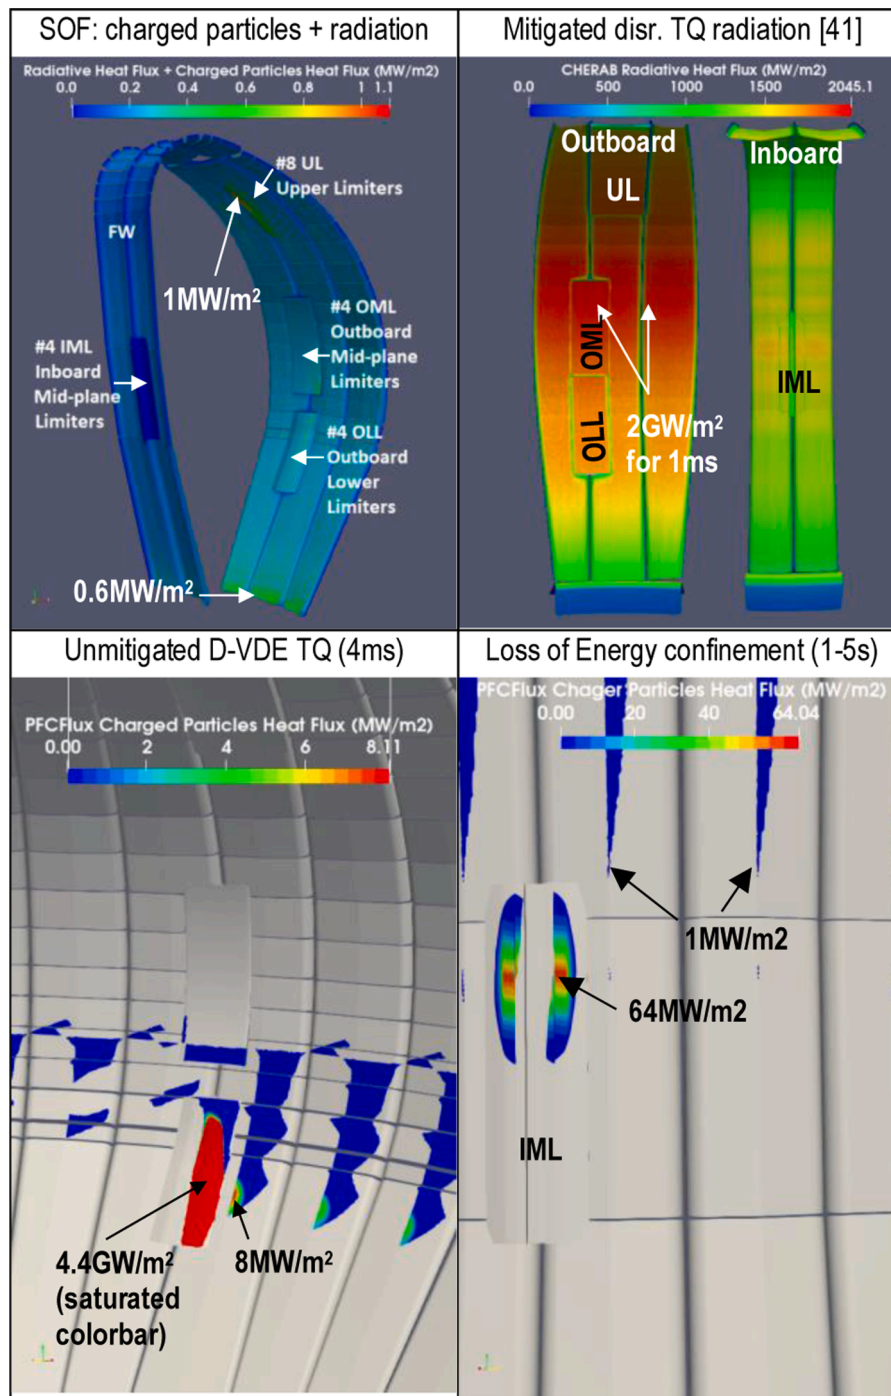 SOF: charged particles + radiation
Radiative Heat Flux + Charged Particles Heat Flux (MW/m2)
0.0 0.2 0.4 0.6 0.8 1 1.1
#8 UL
Upper Limiters
FW
1MW/m²
#4 OML
Outboard
Mid-plane
Limiters
#4 IML
Inboard
Mid-plane
Limiters
#4 OLL
Outboard
Lower
Limiters
0.6MW/m²
Mitigated disr. TQ radiation [41]
CHERAB Radiative Heat Flux (MW/m2)
0.0 500 1000 1500 2045.1
Outboard
Inboard
UL
OML
IML
OLL
2GW/m²
for 1ms
Unmitigated D-VDE TQ (4ms)
PFCFlux Charged Particles Heat Flux (MW/m2)
0.00 2 4 6 8.11
4.4GW/m²
(saturated
colorbar)
8MW/m²
Loss of Energy confinement (1-5s)
PFCFlux Chager Particles Heat Flux (MW/m2)
0.00 20 40 64.04
1MW/m2
64MW/m2
IML